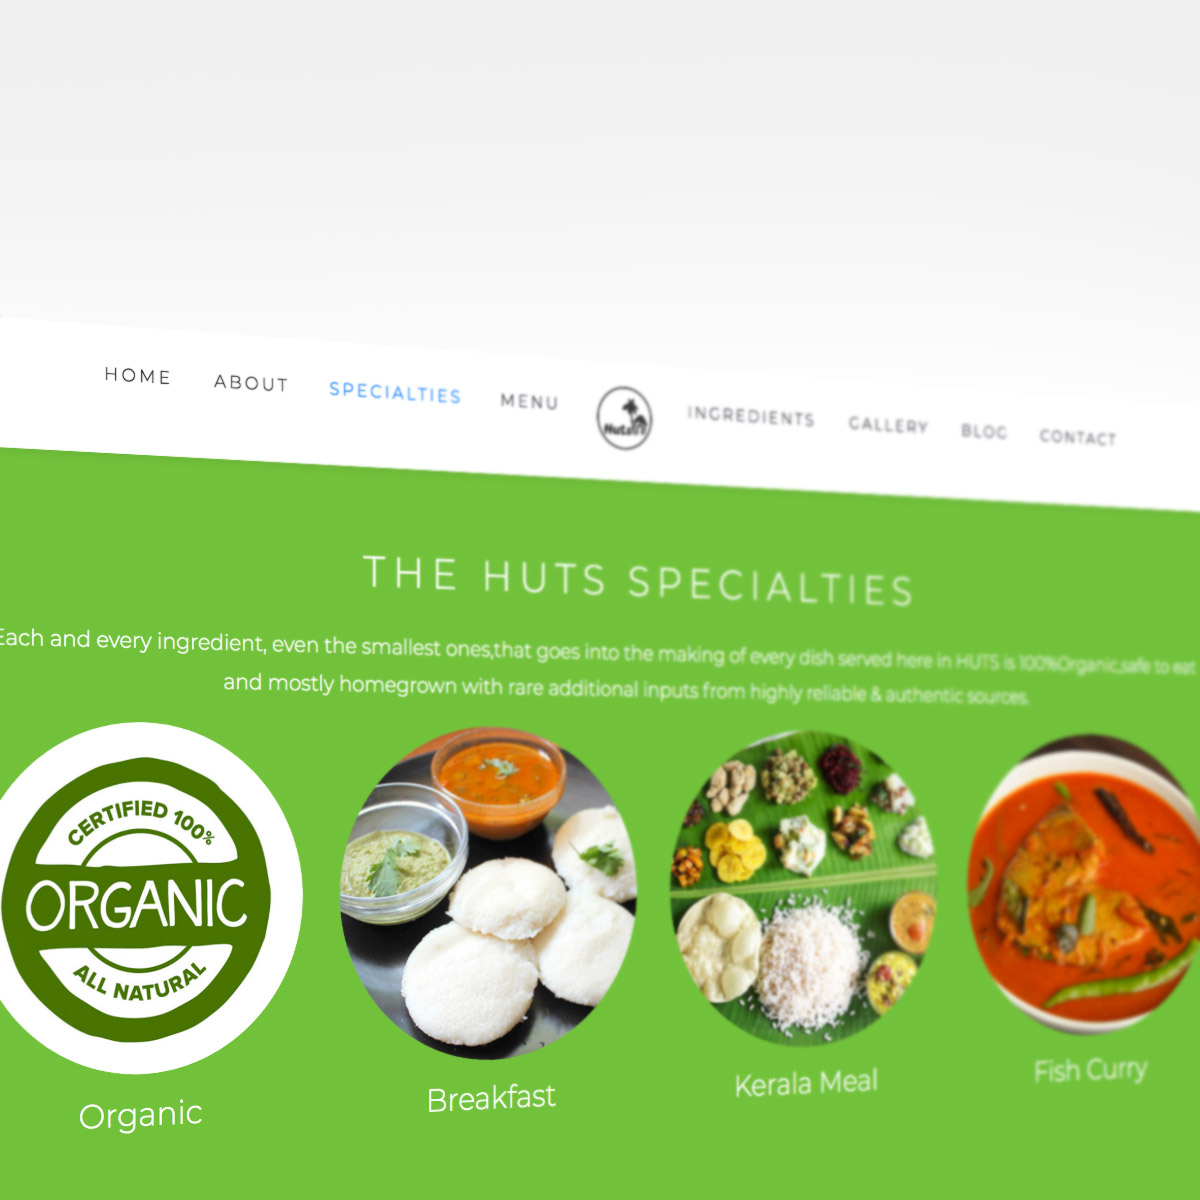 HOME ABOUT SPECIALTIES MENU Huts INGREDIENTS GALLERY BLOG CONTACT
THE HUTS SPECIALTIES
Each and every ingredient, even the smallest ones,that goes into the making of every dish served here in HUTS is 100%Organic,safe to eat
and mostly homegrown with rare additional inputs from highly reliable & authentic sources.
CERTIFIED 100%
ORGANIC
ALL NATURAL
Organic Breakfast Kerala Meal Fish Curry